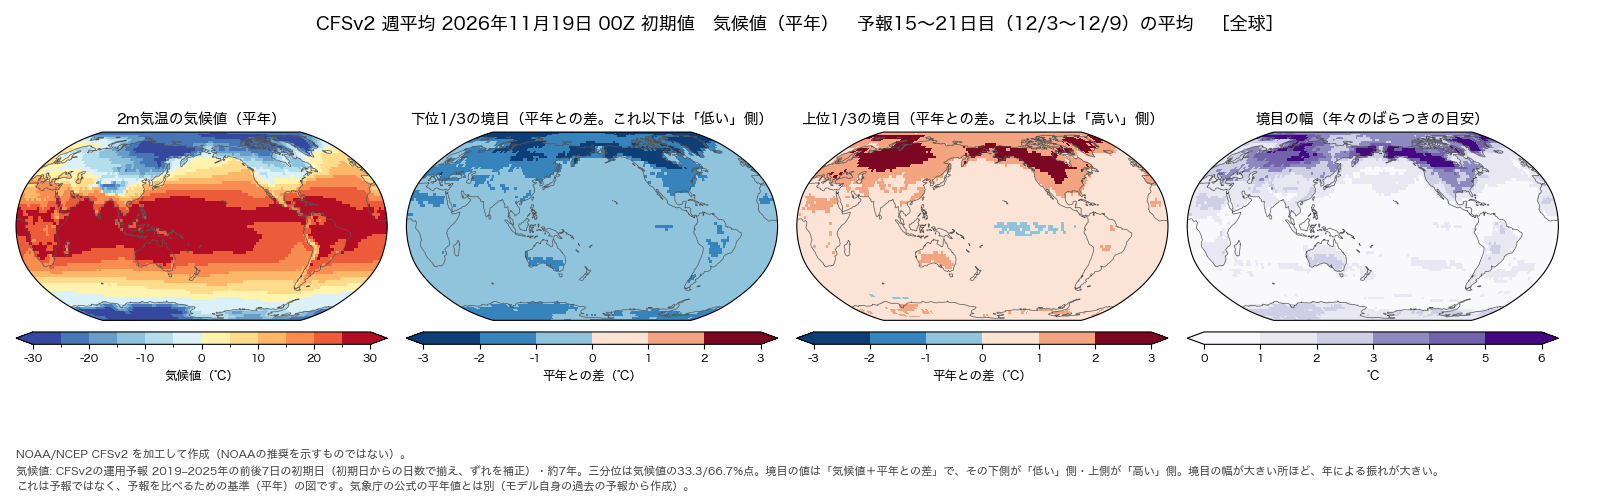 CFSv2 週平均 2026年11月19日 00Z 初期値　気候値（平年）　予報15〜21日目（12/3〜12/9）の平均　［全球］
2m気温の気候値（平年）
下位1/3の境目（平年との差。これ以下は「低い」側）
上位1/3の境目（平年との差。これ以上は「高い」側）
境目の幅（年々のばらつきの目安）
-30 -20 -10 0 10 20 30
気候値（℃）
-3 -2 -1 0 1 2 3
平年との差（℃）
-3 -2 -1 0 1 2 3
平年との差（℃）
0 1 2 3 4 5 6
℃
NOAA/NCEP CFSv2 を加工して作成（NOAAの推奨を示すものではない）。
気候値: CFSv2の運用予報 2019–2025年の前後7日の初期日（初期日からの日数で揃え、ずれを補正）・約7年。三分位は気候値の33.3/66.7%点。境目の値は「気候値＋平年との差」で、その下側が「低い」側・上側が「高い」側。境目の幅が大きい所ほど、年による振れが大きい。
これは予報ではなく、予報を比べるための基準（平年）の図です。気象庁の公式の平年値とは別（モデル自身の過去の予報から作成）。